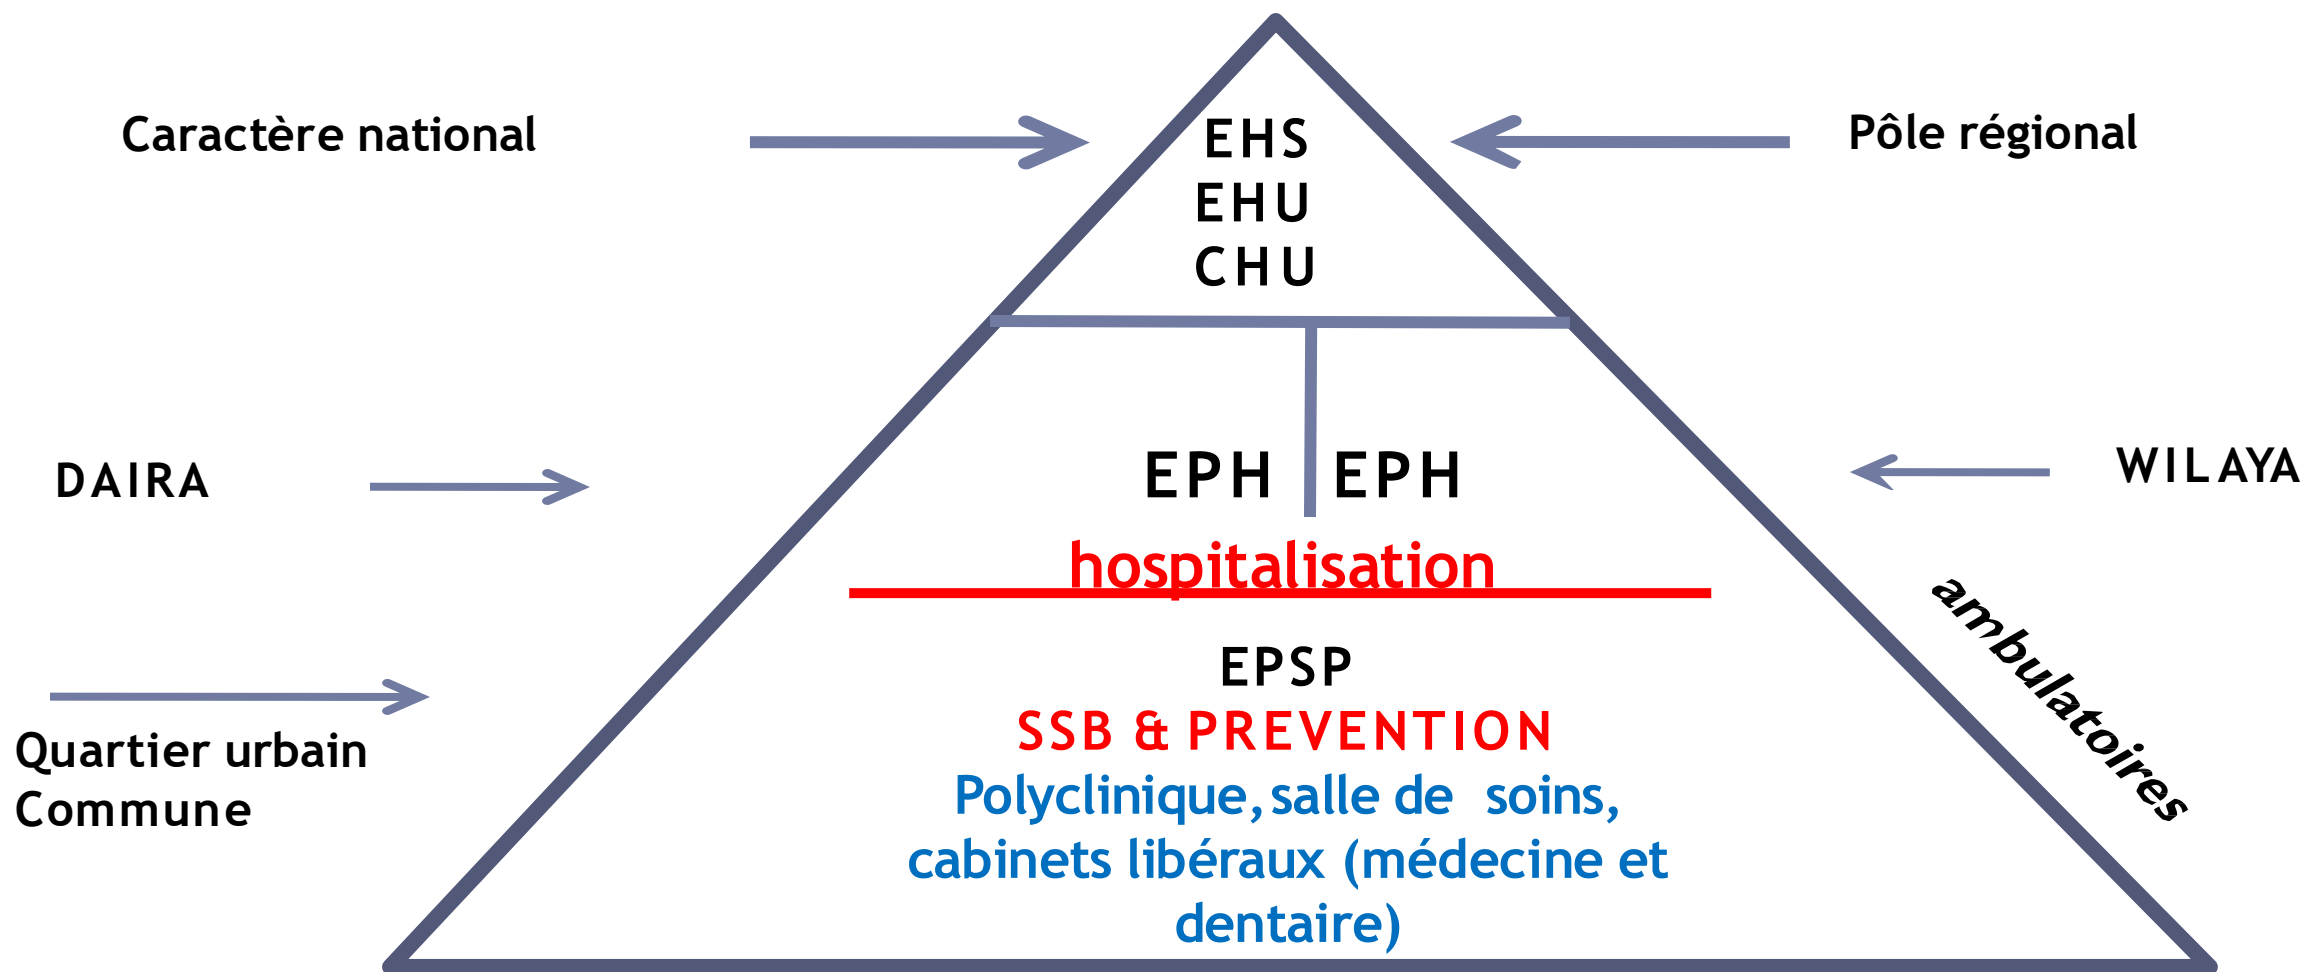 Caractère national
EHS
EHU
CHU
Pôle régional
DAIRA
EPH EPH
WILAYA
hospitalisation
ambulatoires
EPSP
SSB & PREVENTION
Quartier urbain
Commune
Polyclinique, salle de soins,
cabinets libéraux (médecine et
dentaire)